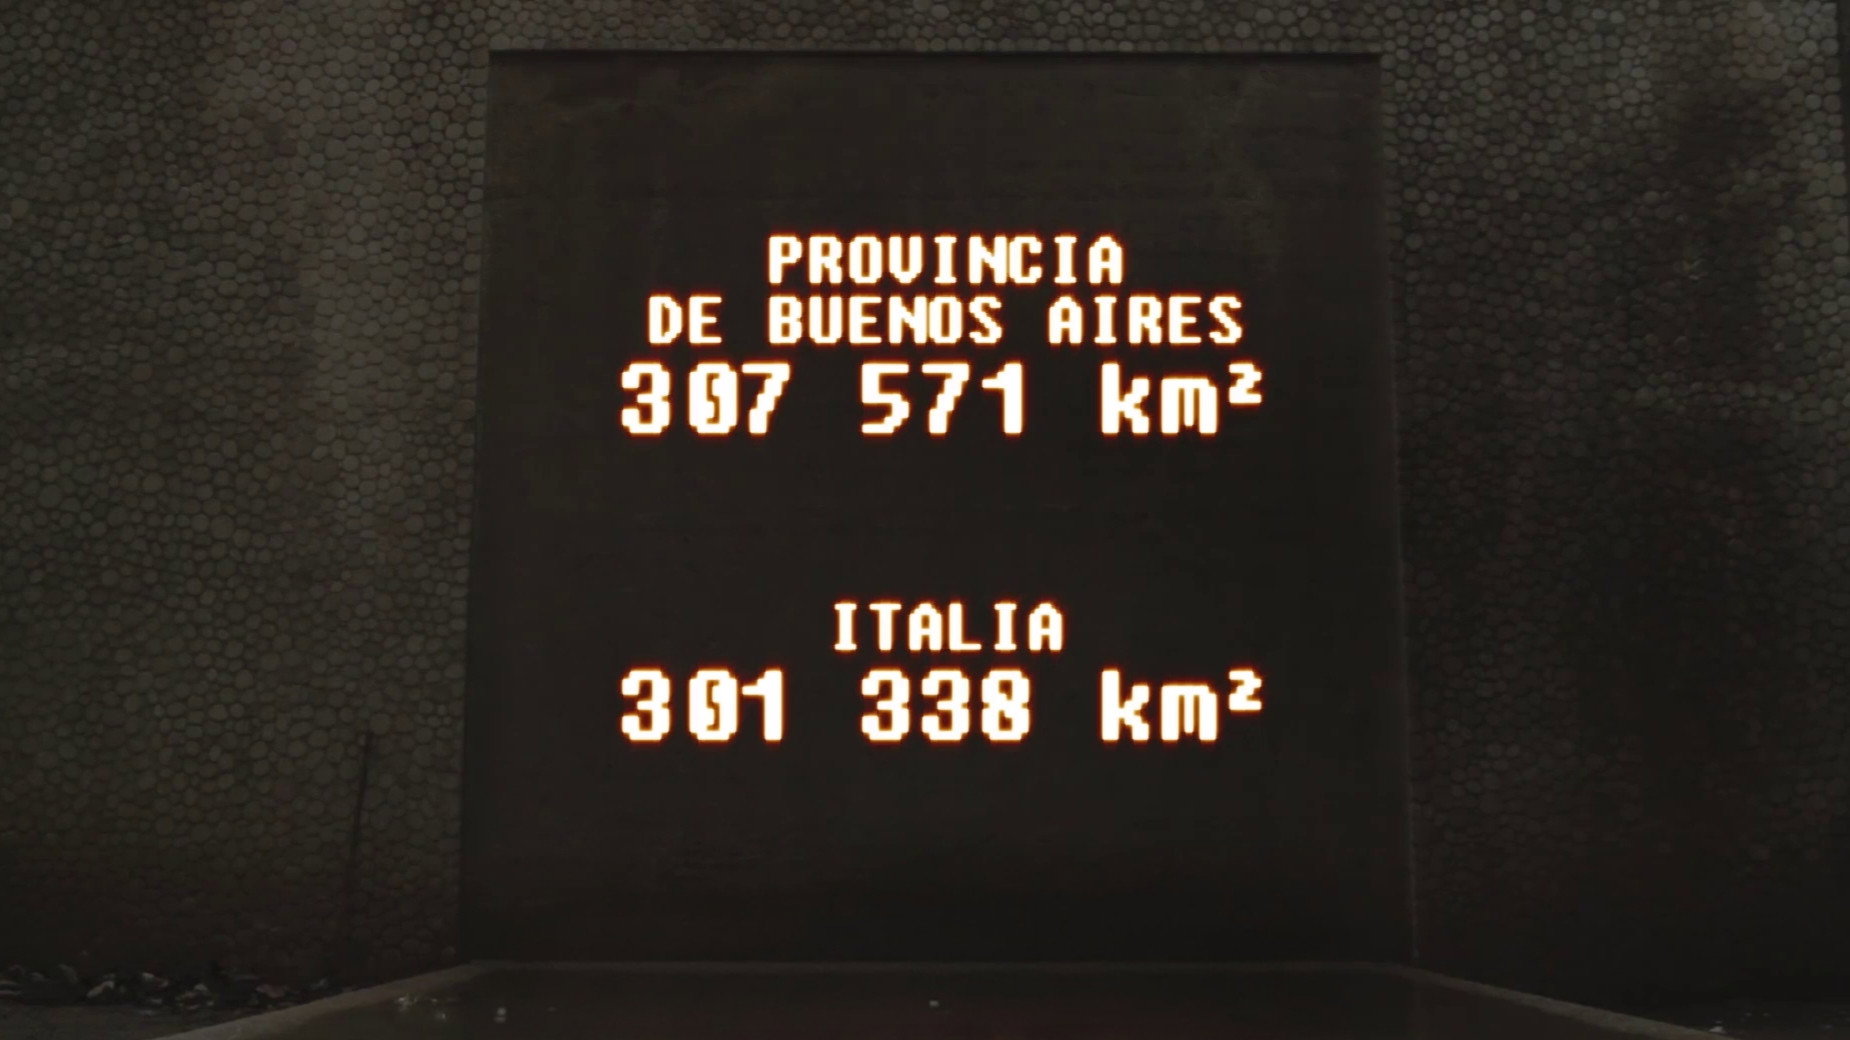 PROVINCIA
DE BUENOS AIRES
307 571 km²
ITALIA
301 338 km²